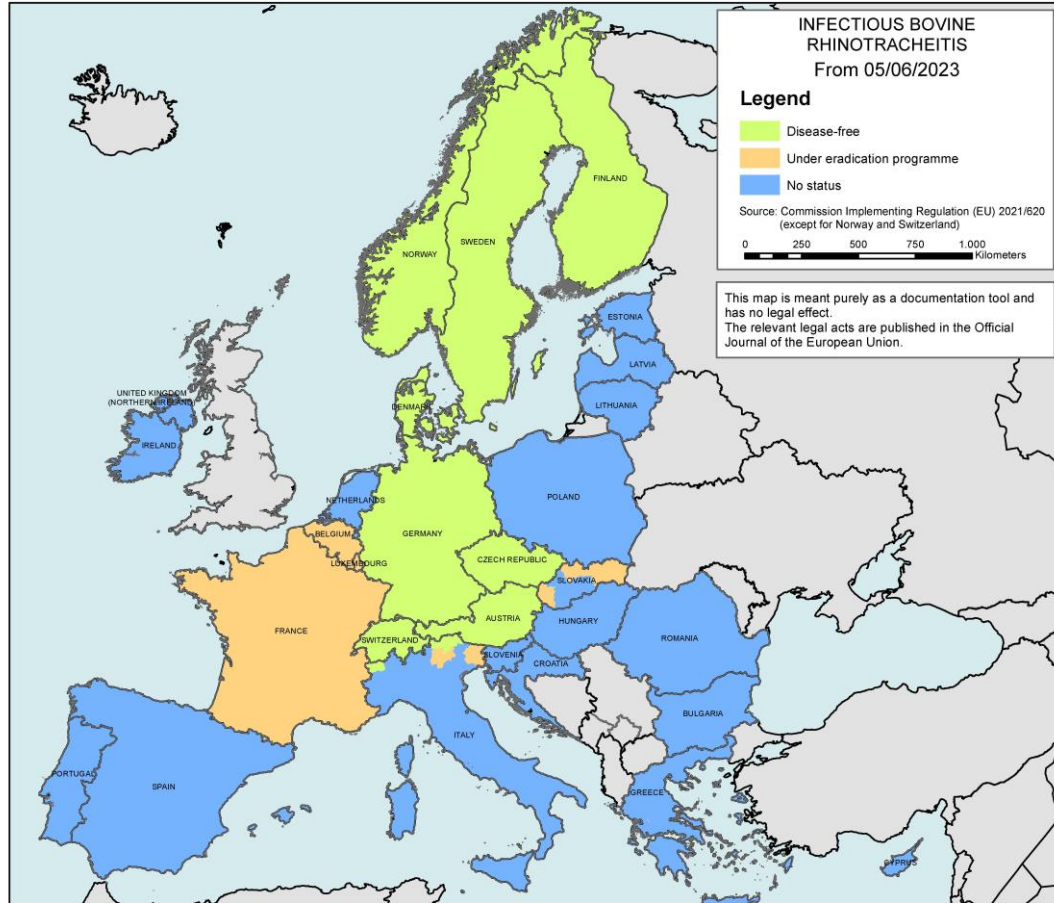 INFECTIOUS BOVINE
RHINOTRACHEITIS
From 05/06/2023
Legend
Disease-free
Under eradication programme
No status
Source: Commission Implementing Regulation (EU) 2021/620
(except for Norway and Switzerland)
0 250 500 750 1.000
Kilometers
This map is meant purely as a documentation tool and
has no legal effect.
The relevant legal acts are published in the Official
Journal of the European Union.
FINLAND
NORWAY
SWEDEN
ESTONIA
LATVIA
LITHUANIA
DENMARK
UNITED KINGDOM
(NORTHERN IRELAND)
IRELAND
NETHERLANDS
POLAND
BELGIUM
GERMANY
LUXEMBOURG
CZECH REPUBLIC
SLOVAKIA
AUSTRIA
HUNGARY
FRANCE
SWITZERLAND
ROMANIA
SLOVENIA
CROATIA
BULGARIA
ITALY
PORTUGAL
SPAIN
GREECE
CYPRUS